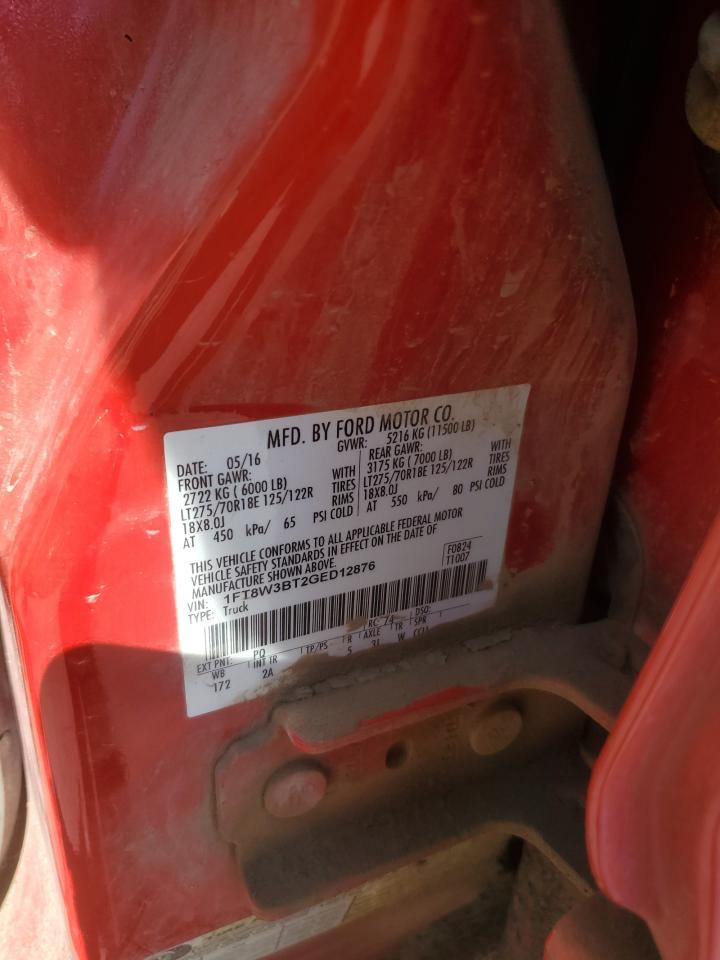 MFD. BY FORD MOTOR CO.
DATE: 05/16 GVWR: 5216 KG (11500 LB)
FRONT GAWR: REAR GAWR:
2722 KG ( 6000 LB) WITH 3175 KG ( 7000 LB) WITH
LT275/70R18E 125/122R TIRES LT275/70R18E 125/122R TIRES
18X8.0J RIMS 18X8.0J RIMS
AT 450 kPa/ 65 PSI COLD AT 550 kPa/ 80 PSI COLD
THIS VEHICLE CONFORMS TO ALL APPLICABLE FEDERAL MOTOR
VEHICLE SAFETY STANDARDS IN EFFECT ON THE DATE OF
MANUFACTURE SHOWN ABOVE.
F0824
T1007
VIN: 1FT8W3BT2GED12876
TYPE: Truck
EXT PNT: PQ RC: 24 DSO:
WB INT TR TP/PS R AXLE TR SPR
172 2A 5 31 W